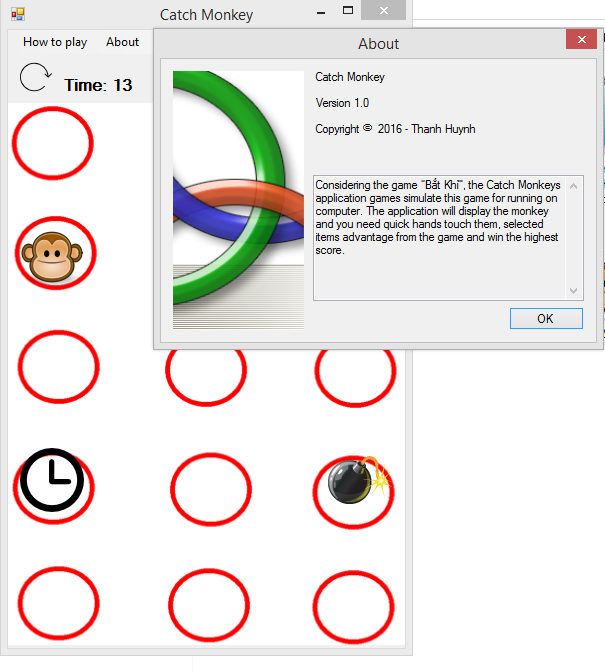 Catch Monkey
How to play About
Time: 13
About
Catch Monkey
Version 1.0
Copyright © 2016 - Thanh Huynh
Considering the game "Bắt Khỉ", the Catch Monkeys
application games simulate this game for running on
computer. The application will display the monkey
and you need quick hands touch them, selected
items advantage from the game and win the highest
score.
OK